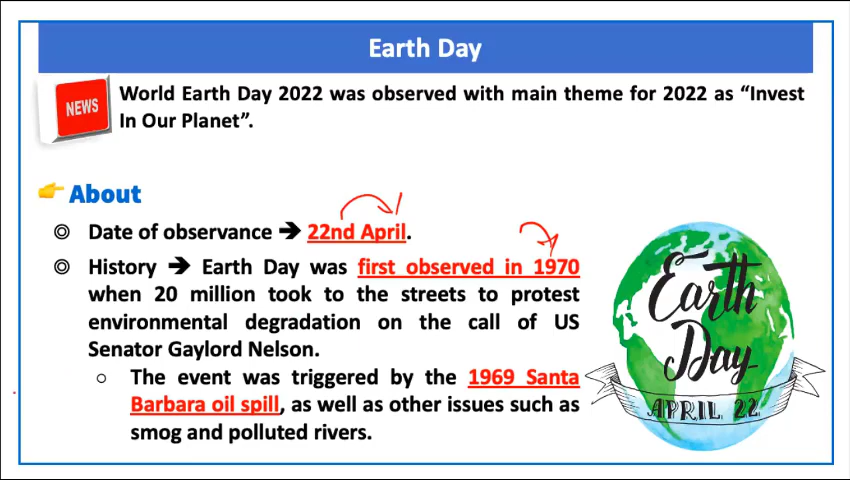 Earth Day
NEWS
World Earth Day 2022 was observed with main theme for 2022 as “Invest
In Our Planet”.
About
Date of observance ➔ 22nd April.
History ➔ Earth Day was first observed in 1970
when 20 million took to the streets to protest
environmental degradation on the call of US
Senator Gaylord Nelson.
The event was triggered by the 1969 Santa
Barbara oil spill, as well as other issues such as
smog and polluted rivers.
Earth
Day
APRIL 22